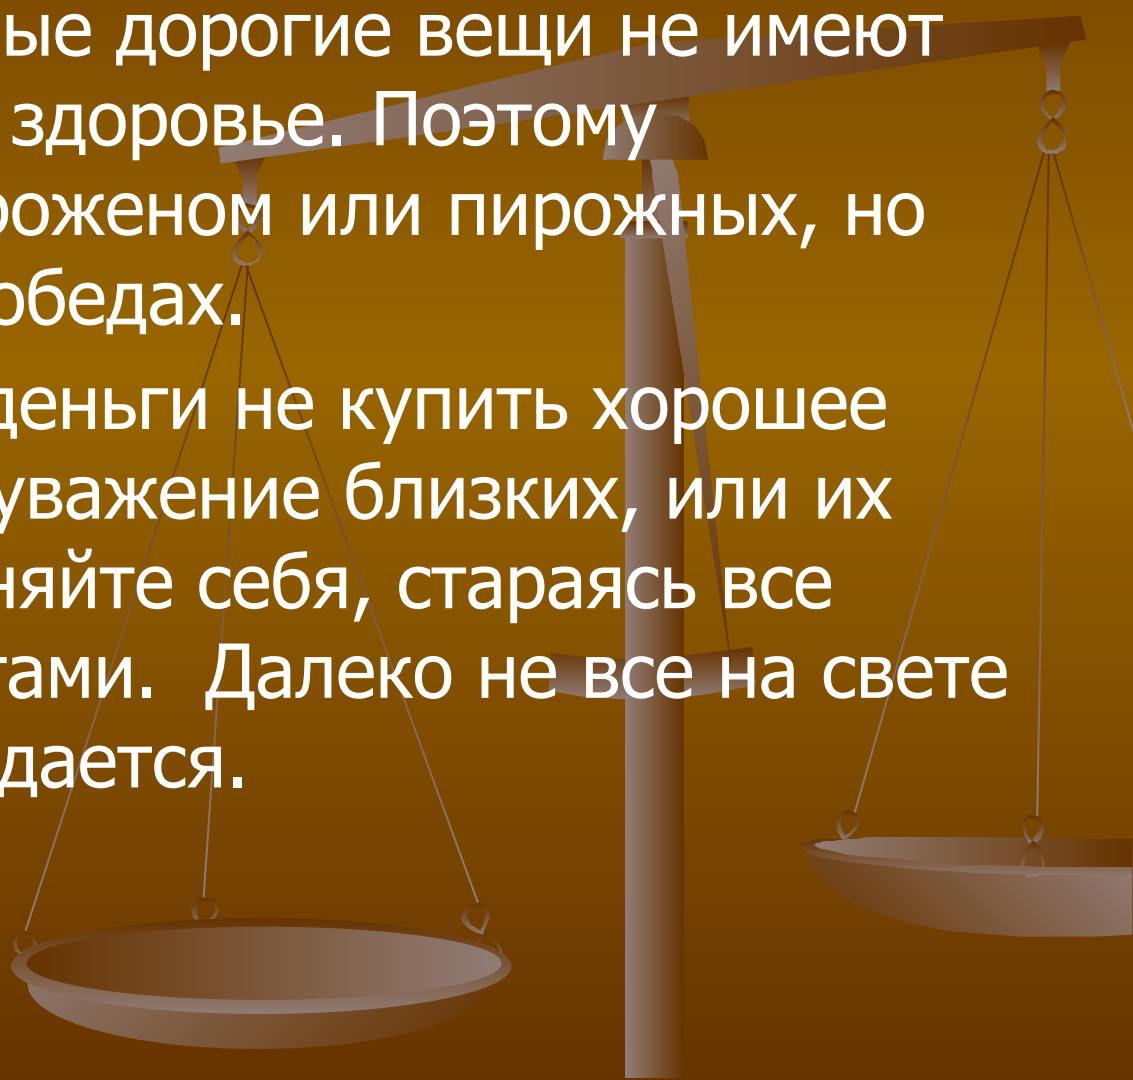 ые дорогие вещи не имеют
здоровье. Поэтому
роженом или пирожных, но
обедах.
деньги не купить хорошее
уважение близких, или их
няйте себя, стараясь все
тами. Далеко не все на свете
дается.